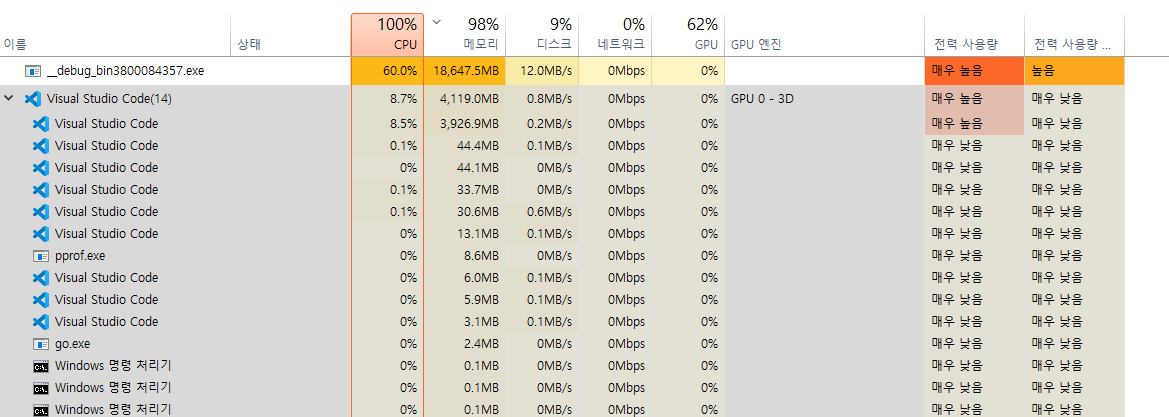 100% 98% 9% 0% 62%
이름 상태 CPU 메모리 디스크 네트워크 GPU GPU 엔진 전력 사용량 전력 사용량 ...
__debug_bin3800084357.exe 60.0% 18,647.5MB 12.0MB/s 0Mbps 0% 매우 높음 높음
Visual Studio Code(14) 8.7% 4,119.0MB 0.8MB/s 0Mbps 0% GPU 0 - 3D 매우 높음 매우 낮음
Visual Studio Code 8.5% 3,926.9MB 0.2MB/s 0Mbps 0% 매우 높음 매우 낮음
Visual Studio Code 0.1% 44.4MB 0.1MB/s 0Mbps 0% 매우 낮음 매우 낮음
Visual Studio Code 0% 44.1MB 0MB/s 0Mbps 0% 매우 낮음 매우 낮음
Visual Studio Code 0.1% 33.7MB 0MB/s 0Mbps 0% 매우 낮음 매우 낮음
Visual Studio Code 0.1% 30.6MB 0.6MB/s 0Mbps 0% 매우 낮음 매우 낮음
Visual Studio Code 0% 13.1MB 0.1MB/s 0Mbps 0% 매우 낮음 매우 낮음
pprof.exe 0% 8.6MB 0MB/s 0Mbps 0% 매우 낮음 매우 낮음
Visual Studio Code 0% 6.0MB 0.1MB/s 0Mbps 0% 매우 낮음 매우 낮음
Visual Studio Code 0% 5.9MB 0.1MB/s 0Mbps 0% 매우 낮음 매우 낮음
Visual Studio Code 0% 3.1MB 0.1MB/s 0Mbps 0% 매우 낮음 매우 낮음
go.exe 0% 2.4MB 0MB/s 0Mbps 0% 매우 낮음 매우 낮음
Windows 명령 처리기 0% 0.1MB 0MB/s 0Mbps 0% 매우 낮음 매우 낮음
Windows 명령 처리기 0% 0.1MB 0MB/s 0Mbps 0% 매우 낮음 매우 낮음
Windows 명령 처리기 0% 0.1MB 0MB/s 0Mbps 0% 매우 낮음 매우 낮음